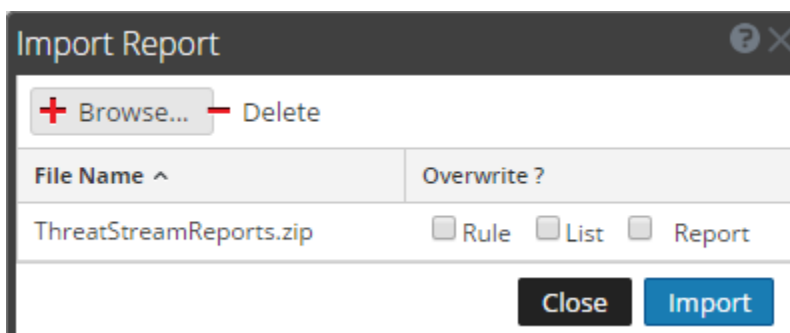 Import Report
Browse... Delete
File Name Overwrite ?
ThreatStreamReports.zip Rule List Report
Close Import